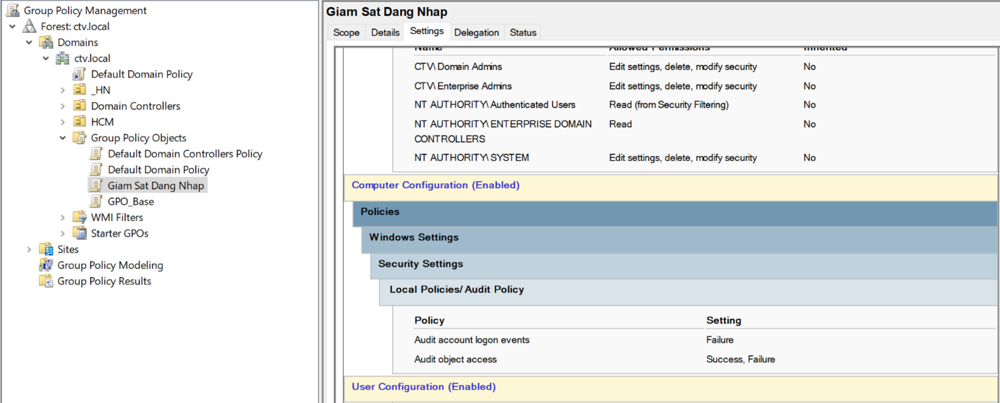 Group Policy Management
Forest: ctv.local
Domains
ctv.local
Default Domain Policy
_HN
Domain Controllers
HCM
Group Policy Objects
Default Domain Controllers Policy
Default Domain Policy
Giam Sat Dang Nhap
GPO_Base
WMI Filters
Starter GPOs
Sites
Group Policy Modeling
Group Policy Results
Giam Sat Dang Nhap
Scope Details Settings Delegation Status
Name Allowed Permissions Inherited
CTV\Domain Admins Edit settings, delete, modify security No
CTV\Enterprise Admins Edit settings, delete, modify security No
NT AUTHORITY\Authenticated Users Read (from Security Filtering) No
NT AUTHORITY\ENTERPRISE DOMAIN Read No
CONTROLLERS
NT AUTHORITY\SYSTEM Edit settings, delete, modify security No
Computer Configuration (Enabled)
Policies
Windows Settings
Security Settings
Local Policies/Audit Policy
Policy Setting
Audit account logon events Failure
Audit object access Success, Failure
User Configuration (Enabled)